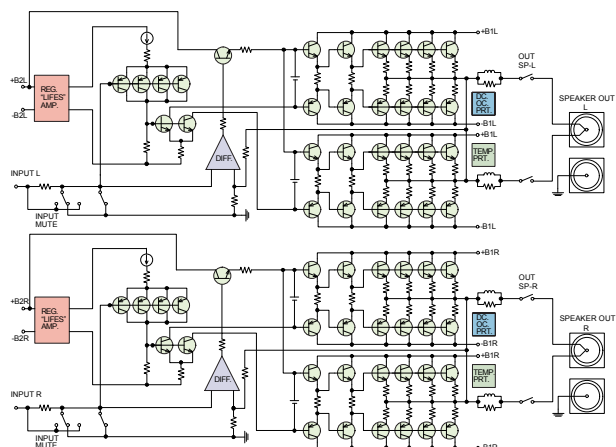 +B1L
OUT
SP-L
+B2L
REG.
"LIFES"
AMP.
-B2L
DC.
OC.
PRT.
SPEAKER OUT
L
-B1L
+B1L
DIFF.
TEMP.
PRT.
INPUT L
INPUT
MUTE
-B1L
+B1R
OUT
SP-R
+B2R
REG.
"LIFES"
AMP.
-B2R
DC.
OC.
PRT.
SPEAKER OUT
R
-B1R
+B1R
DIFF.
TEMP.
PRT.
INPUT R
INPUT
MUTE
-B1R